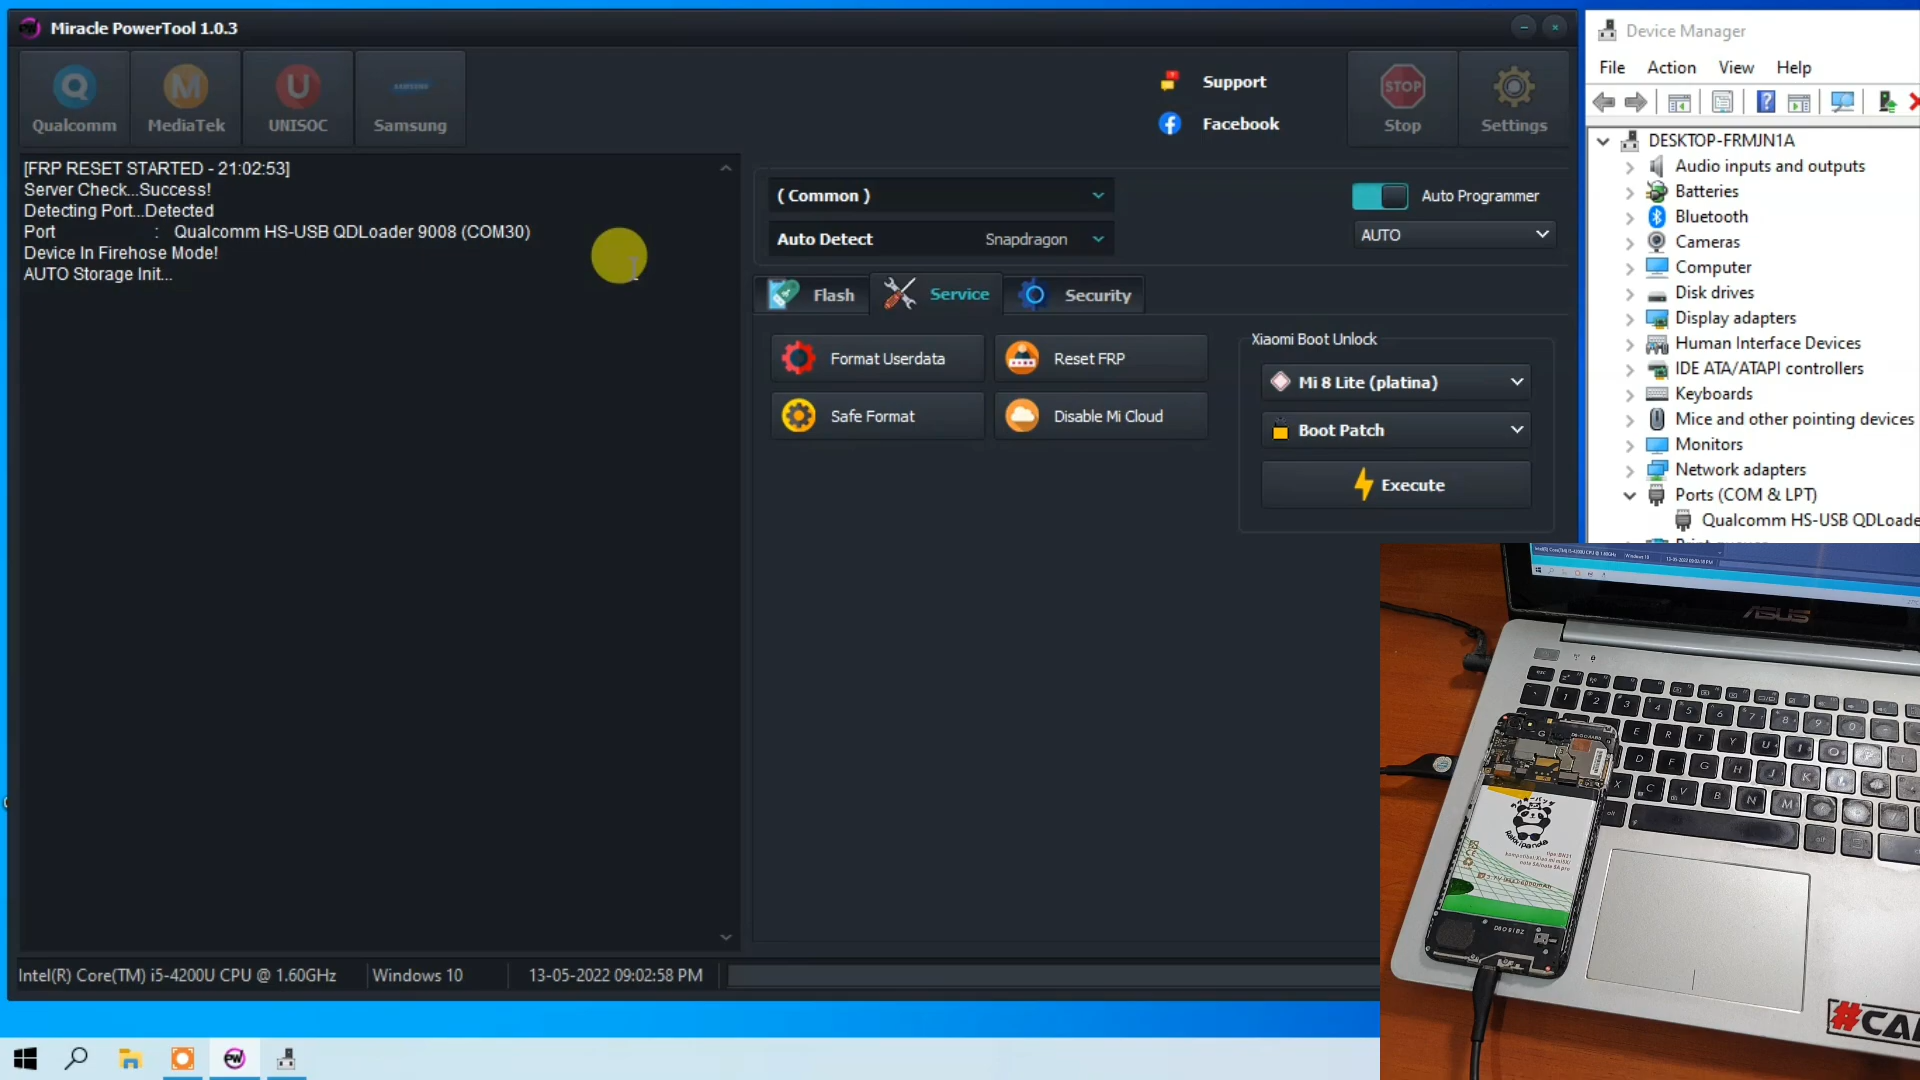 Miracle PowerTool 1.0.3
Qualcomm
MediaTek
UNISOC
SAMSUNG
Samsung
Support
Facebook
STOP
Stop
Settings
[FRP RESET STARTED - 21:02:53]
Server Check...Success!
Detecting Port...Detected
Port : Qualcomm HS-USB QDLoader 9008 (COM30)
Device In Firehose Mode!
AUTO Storage Init...
( Common )
Auto Programmer
Auto Detect Snapdragon
AUTO
Flash
Service
Security
Format Userdata
Reset FRP
Safe Format
Disable Mi Cloud
Xiaomi Boot Unlock
Mi 8 Lite (platina)
Boot Patch
Execute
Intel(R) Core(TM) i5-4200U CPU @ 1.60GHz
Windows 10
13-05-2022 09:02:58 PM
Device Manager
File Action View Help
DESKTOP-FRMJN1A
Audio inputs and outputs
Batteries
Bluetooth
Cameras
Computer
Disk drives
Display adapters
Human Interface Devices
IDE ATA/ATAPI controllers
Keyboards
Mice and other pointing devices
Monitors
Network adapters
Ports (COM & LPT)
Qualcomm HS-USB QDLoade
ASUS
Rakkipanda
#CA